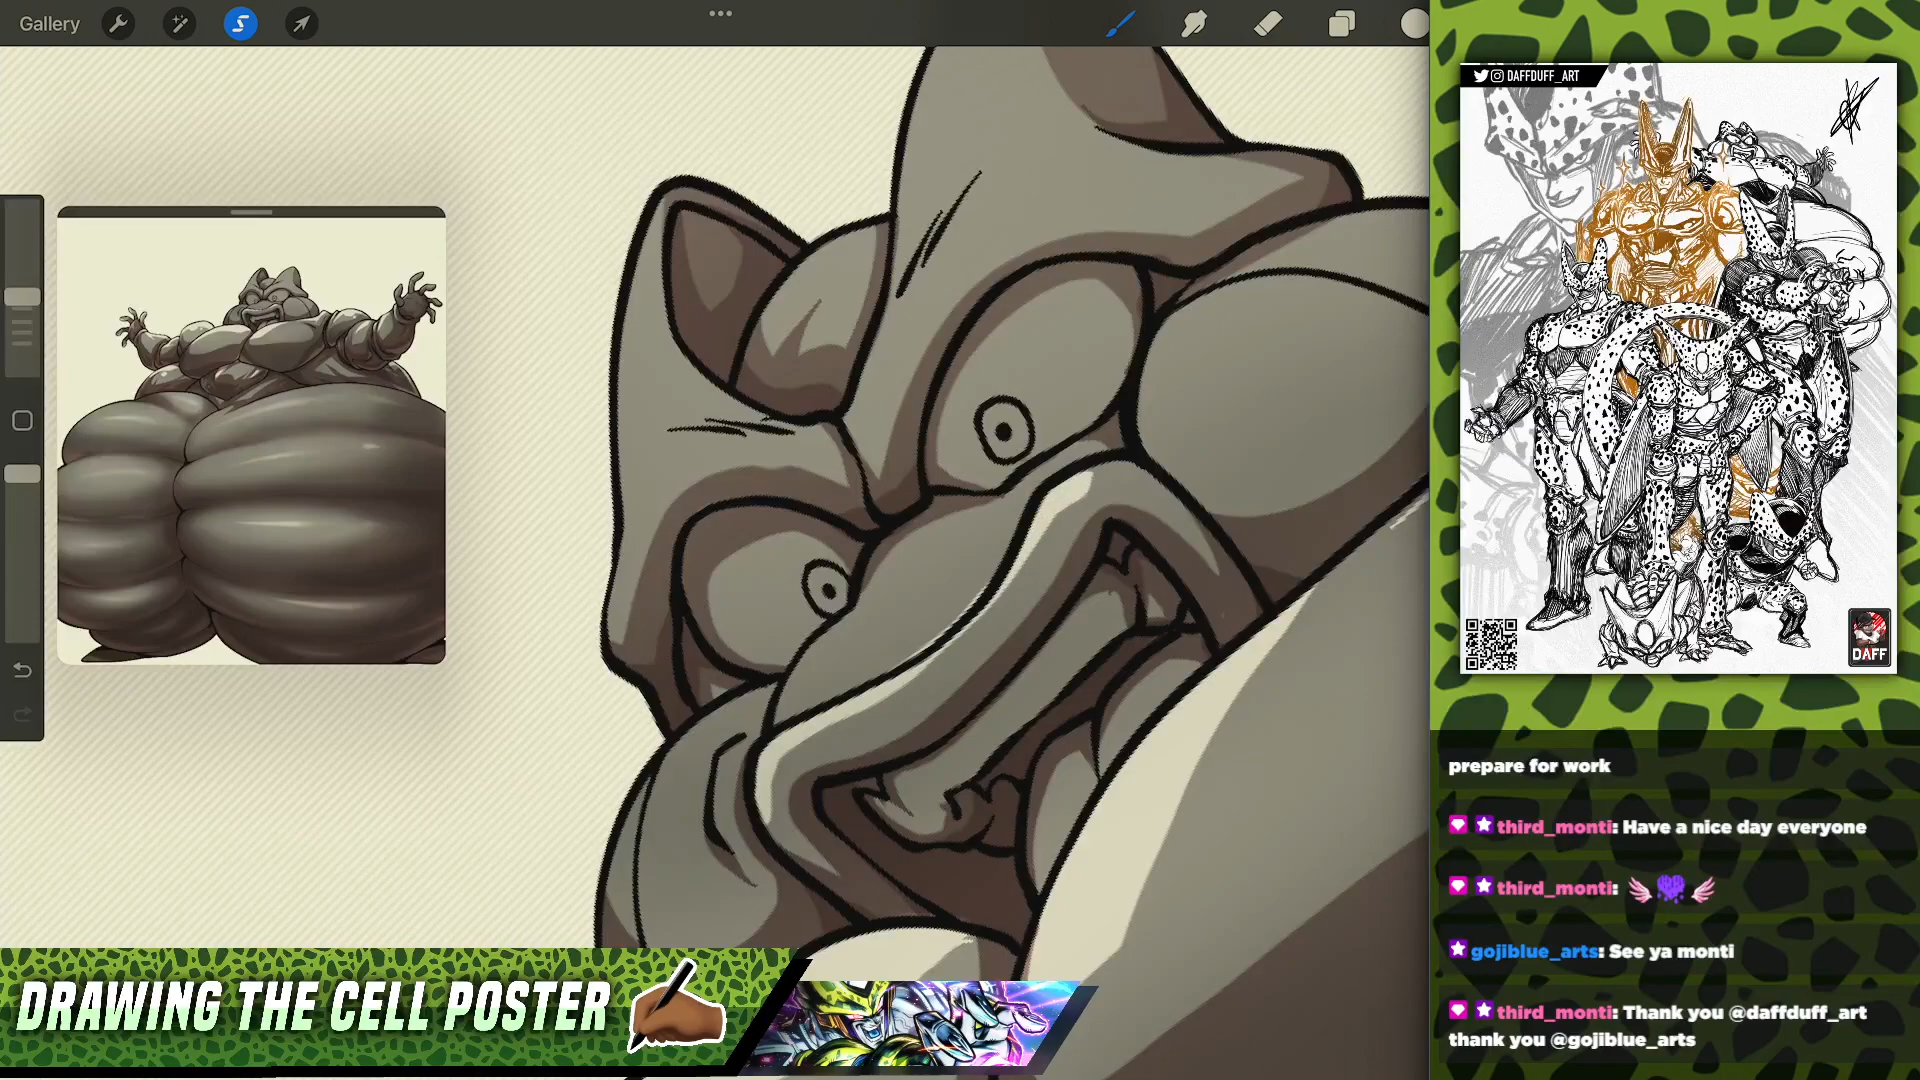 Gallery
DAFFDUFF_ART
DAFF
prepare for work
third_monti: Have a nice day everyone
third_monti:
gojiblue_arts: See ya monti
third_monti: Thank you @daffduff_art
thank you @gojiblue_arts
DRAWING THE CELL POSTER